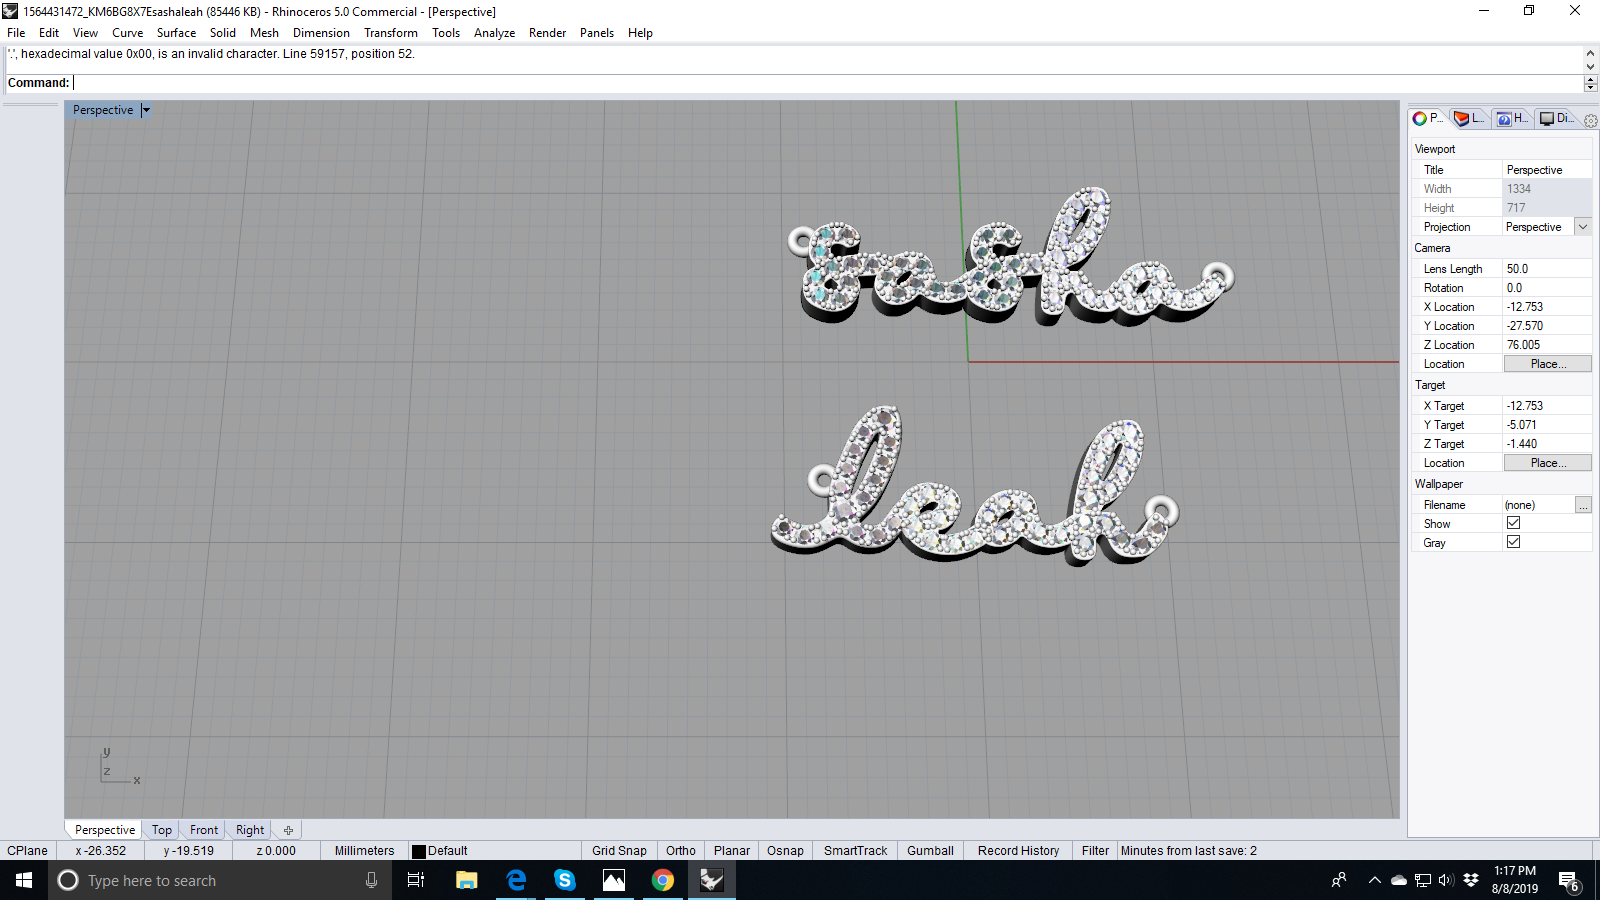 1564431472_KM6BG8X7Esashaleah (85446 KB) - Rhinoceros 5.0 Commercial - [Perspective]
File Edit View Curve Surface Solid Mesh Dimension Transform Tools Analyze Render Panels Help
'.', hexadecimal value 0x00, is an invalid character. Line 59157, position 52.
Command:
Perspective
P... L... H... Di...
Viewport
Title Perspective
Width 1334
Height 717
Projection Perspective
Camera
Lens Length 50.0
Rotation 0.0
X Location -12.753
Y Location -27.570
Z Location 76.005
Location Place...
Target
X Target -12.753
Y Target -5.071
Z Target -1.440
Location Place...
Wallpaper
Filename (none) ...
Show
Gray
sasha
leah
y
z x
Perspective Top Front Right
CPlane x -26.352 y -19.519 z 0.000 Millimeters Default Grid Snap Ortho Planar Osnap SmartTrack Gumball Record History Filter Minutes from last save: 2
Type here to search
1:17 PM
8/8/2019
6